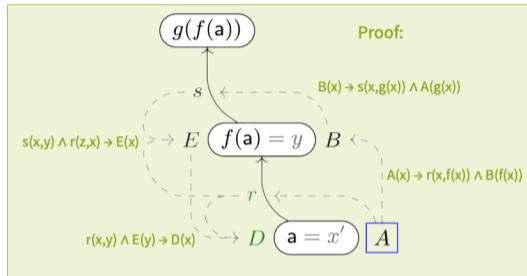 g(f(a))
Proof:
s
B(x) → s(x,g(x)) ∧ A(g(x))
s(x,y) ∧ r(z,x) → E(x)
E
f(a) = y
B
A(x) → r(x,f(x)) ∧ B(f(x))
r
r(x,y) ∧ E(y) → D(x)
D
a = x′
A